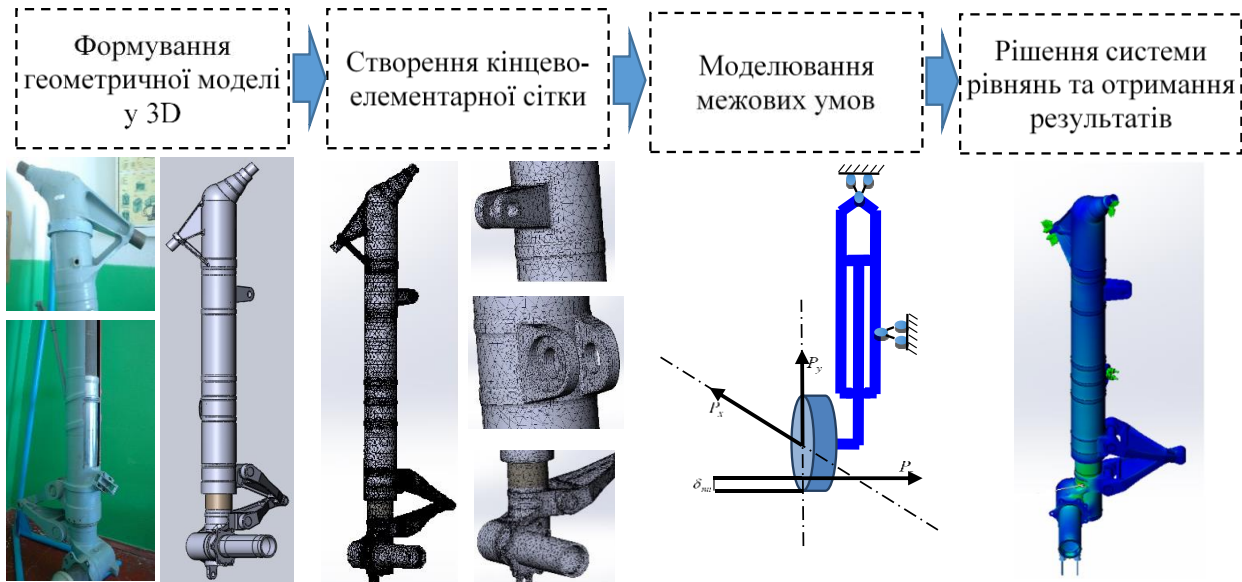 Формування
геометричної моделі
у 3D
Створення кінцево-
елементарної сітки
Моделювання
межових умов
Рішення системи
рівнянь та отримання
результатів
P_y
P_x